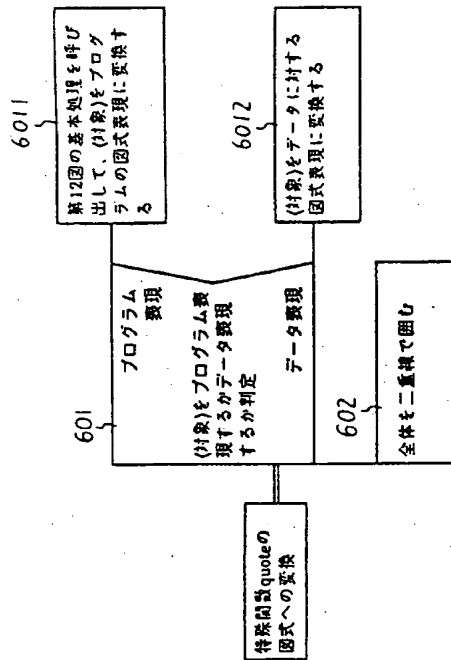 特殊関数quoteの
図式への変換
601
プログラム
表現
(対象)をプログラム表
現するかデータ表現
するか判定
データ表現
6011
第12図の基本処理を呼び
出して、(対象)をプログ
ラムの図式表現に変換す
る
6012
(対象)をデータに対する
図式表現に変換する
602
全体を二重線で囲む